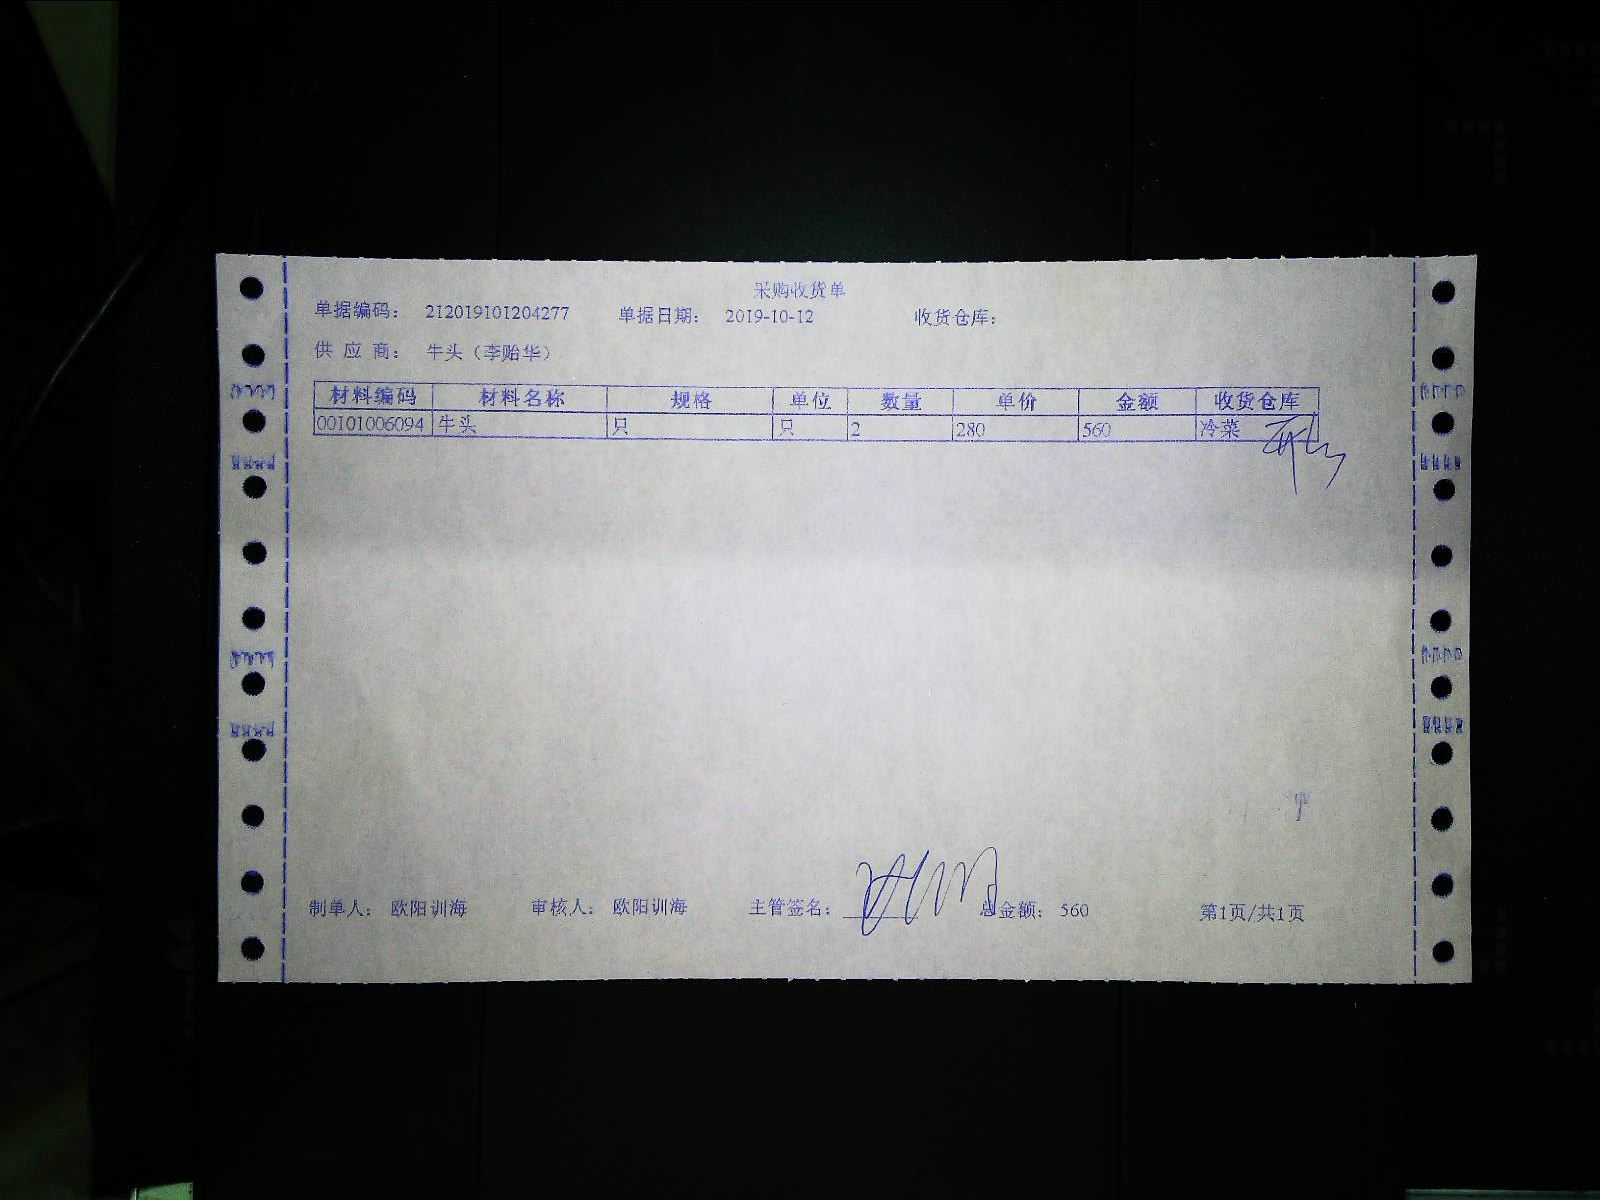 采购收货单
单据编码: 212019101204277 单据日期: 2019-10-12 收货仓库:
供 应 商: 牛头（李贻华）
材料编码 材料名称 规格 单位 数量 单价 金额 收货仓库
00101006094 牛头 只 只 2 280 560 冷菜
制单人: 欧阳训海 审核人: 欧阳训海 主管签名: 总金额: 560 第1页/共1页